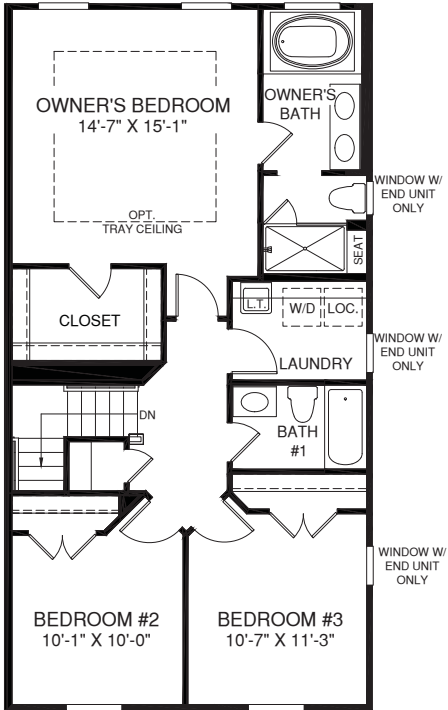 OWNER'S BEDROOM
14'-7" X 15'-1"
OPT.
TRAY CEILING
OWNER'S
BATH
WINDOW W/
END UNIT
ONLY
SEAT
CLOSET
L.T.
W/D
LOC.
LAUNDRY
WINDOW W/
END UNIT
ONLY
DN
BATH
#1
WINDOW W/
END UNIT
ONLY
BEDROOM #2
10'-1" X 10'-0"
BEDROOM #3
10'-7" X 11'-3"